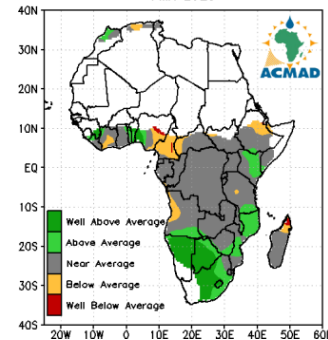 40N
30N
20N
10N
EQ
10S
20S
30S
40S
ACMAD
Well Above Average
Above Average
Near Average
Below Average
Well Below Average
20W 10W 0 10E 20E 30E 40E 50E 60E